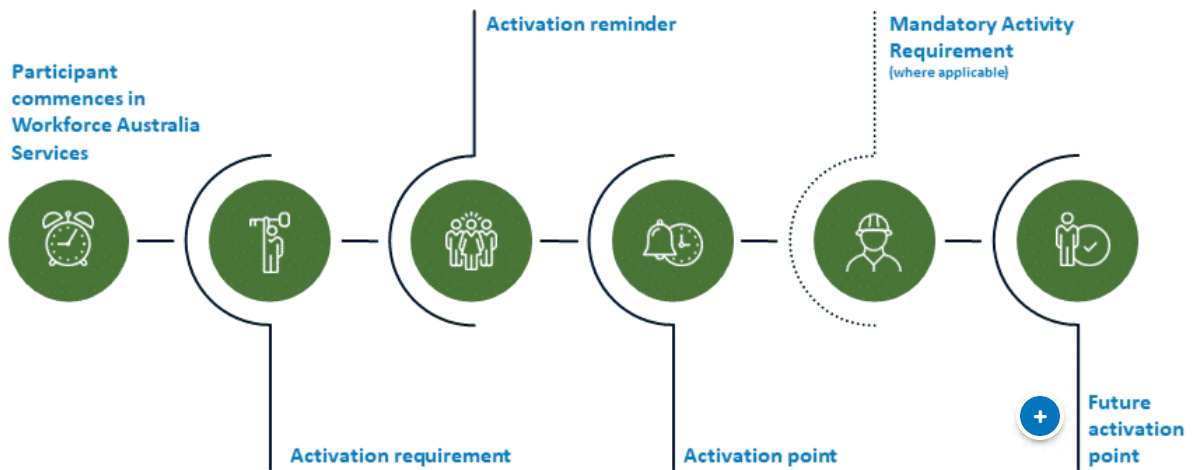 Participant
commences in
Workforce Australia
Services
Activation requirement
Activation reminder
Activation point
Mandatory Activity
Requirement
(where applicable)
+
Future
activation
point